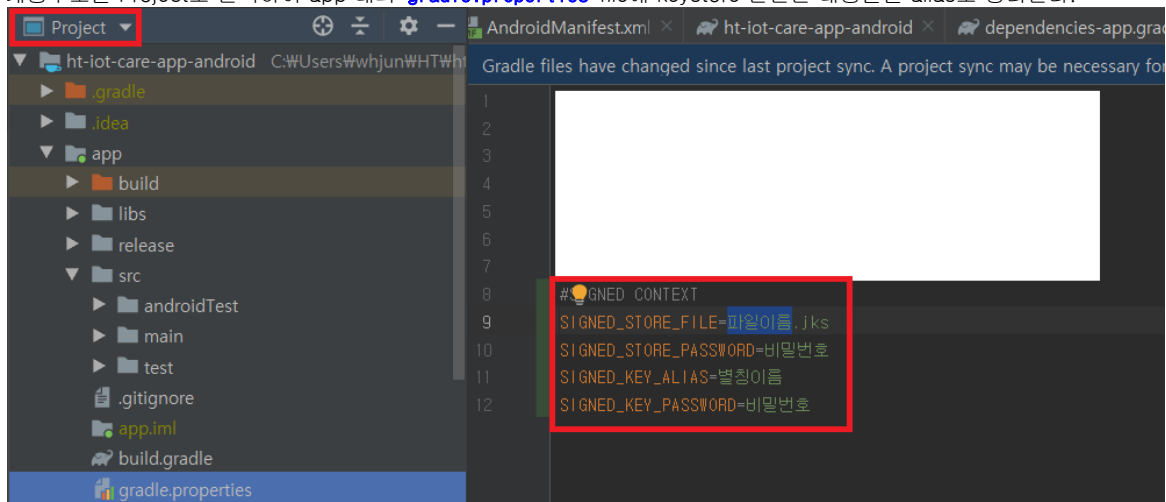 gradle.properties
Project
AndroidManifest.xml
ht-iot-care-app-android
dependencies-app.grad
ht-iot-care-app-android C:\Users\whjun\HT\ht
Gradle files have changed since last project sync. A project sync may be necessary for
.gradle
.idea
app
build
libs
release
src
androidTest
main
test
.gitignore
app.iml
build.gradle
gradle.properties
1
2
3
4
5
6
7
8 #SIGNED CONTEXT
9 SIGNED_STORE_FILE=파일이름.jks
10 SIGNED_STORE_PASSWORD=비밀번호
11 SIGNED_KEY_ALIAS=별칭이름
12 SIGNED_KEY_PASSWORD=비밀번호